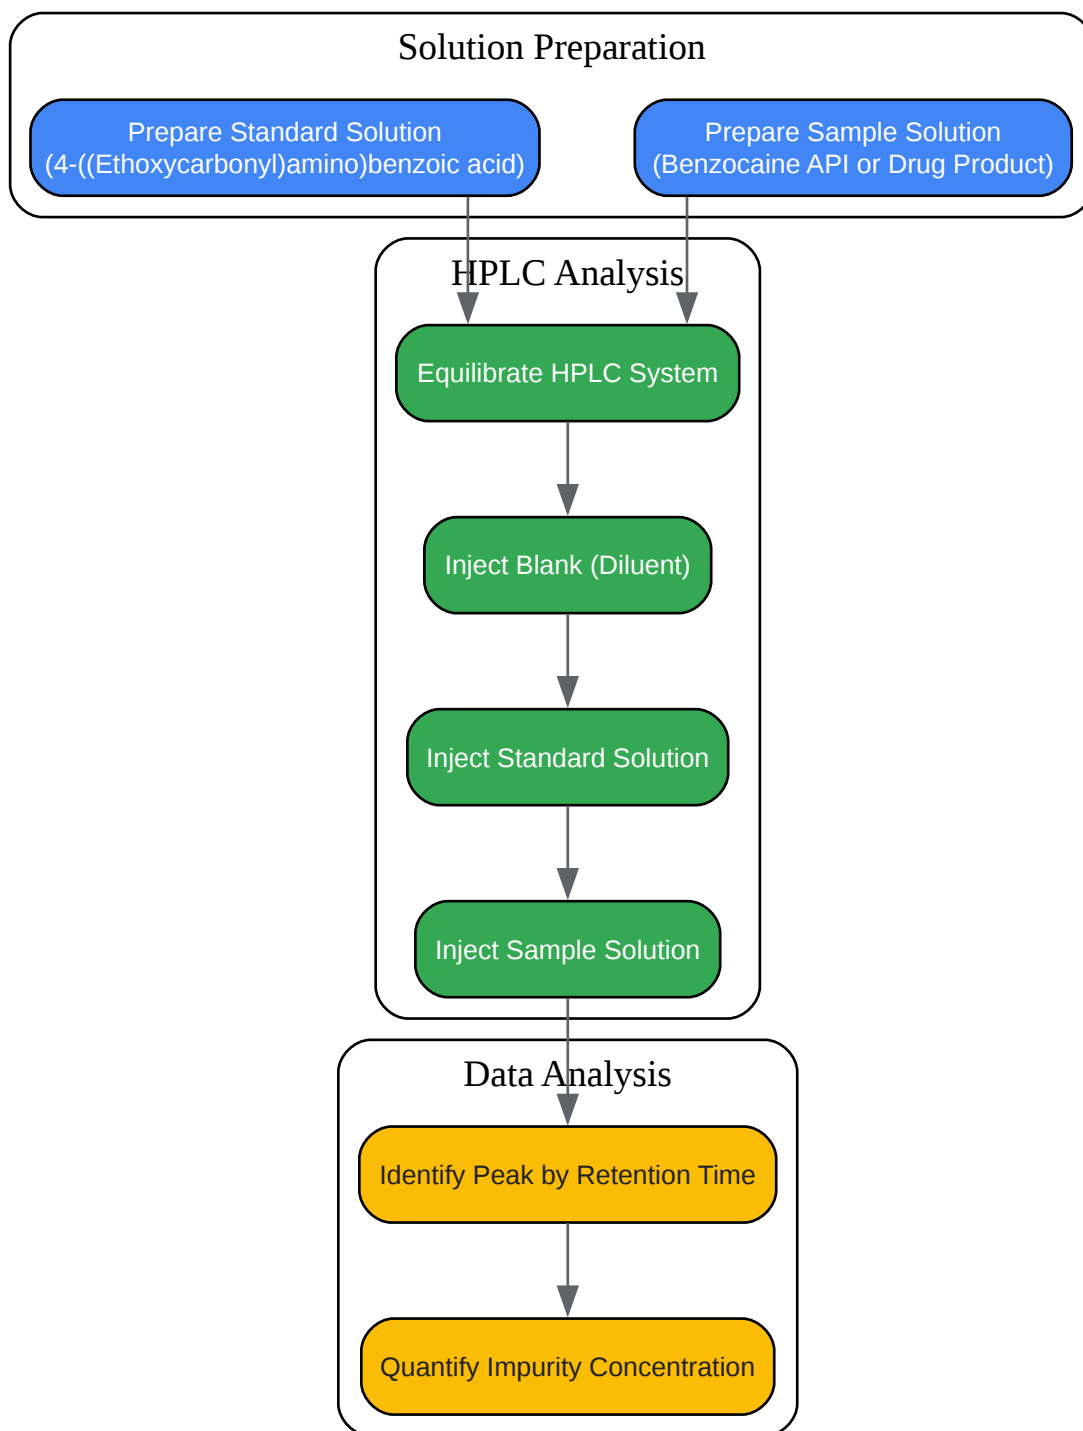 Solution Preparation
Prepare Standard Solution
(4-((Ethoxycarbonyl)amino)benzoic acid)
Prepare Sample Solution
(Benzocaine API or Drug Product)
HPLC Analysis
Equilibrate HPLC System
Inject Blank (Diluent)
Inject Standard Solution
Inject Sample Solution
Data Analysis
Identify Peak by Retention Time
Quantify Impurity Concentration